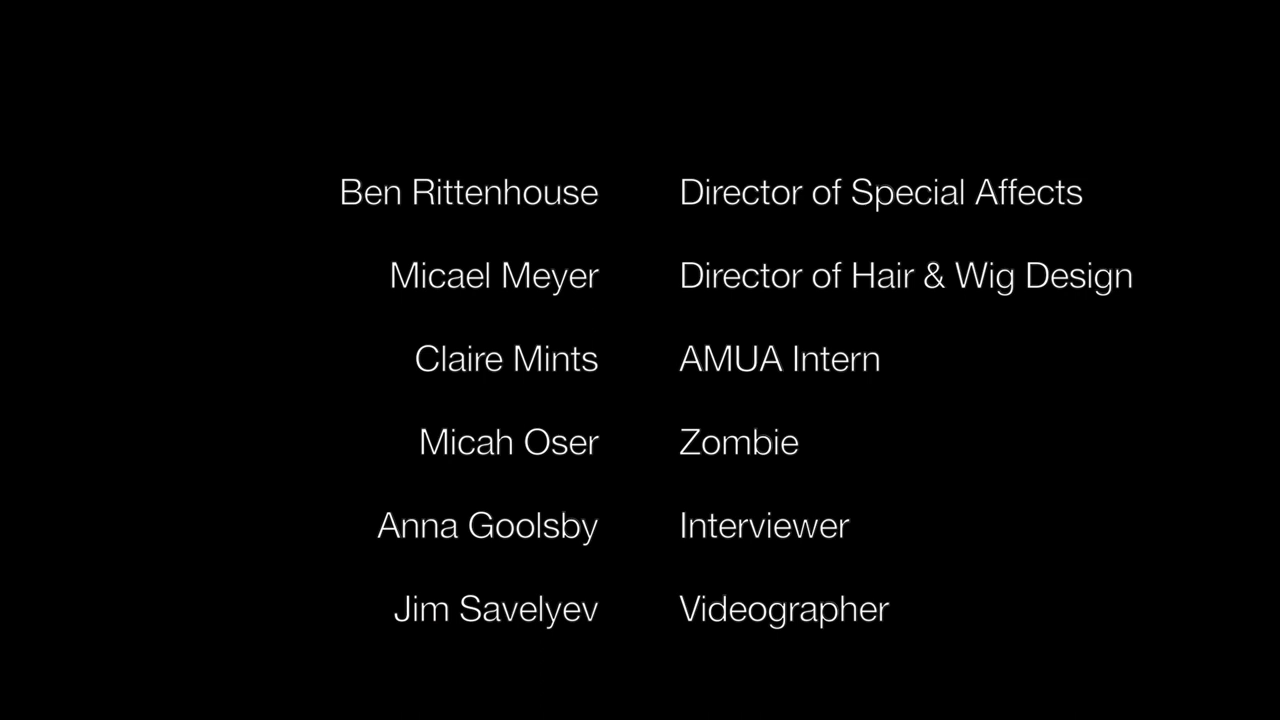 Ben Rittenhouse Director of Special Affects
Micael Meyer Director of Hair & Wig Design
Claire Mints AMUA Intern
Micah Oser Zombie
Anna Goolsby Interviewer
Jim Savelyev Videographer